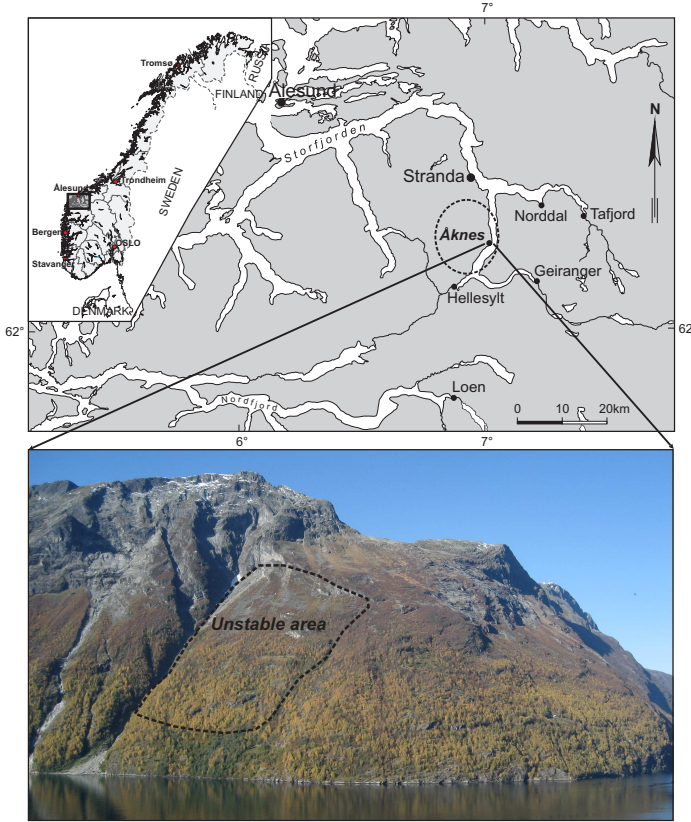 7°
Tromsø
RUSSI
FINLAND
Ålesund
Storfjorden
N
Trondheim
SWEDEN
Ålesund
Stranda
Norddal
Tafjord
Bergen
OSLO
Åknes
Stavanger
Geiranger
Hellesylt
DENMARK
62°
62
Loen
Nordfjord
0 10 20km
6°
7°
Unstable area